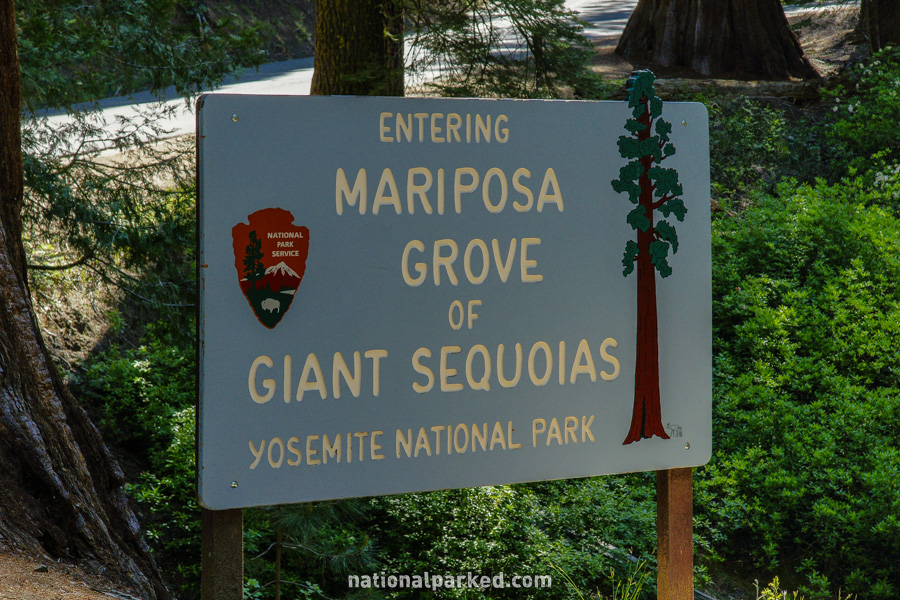 ENTERING
MARIPOSA
GROVE
OF
GIANT SEQUOIAS
YOSEMITE NATIONAL PARK
NATIONAL
PARK
SERVICE
nationalparked.com